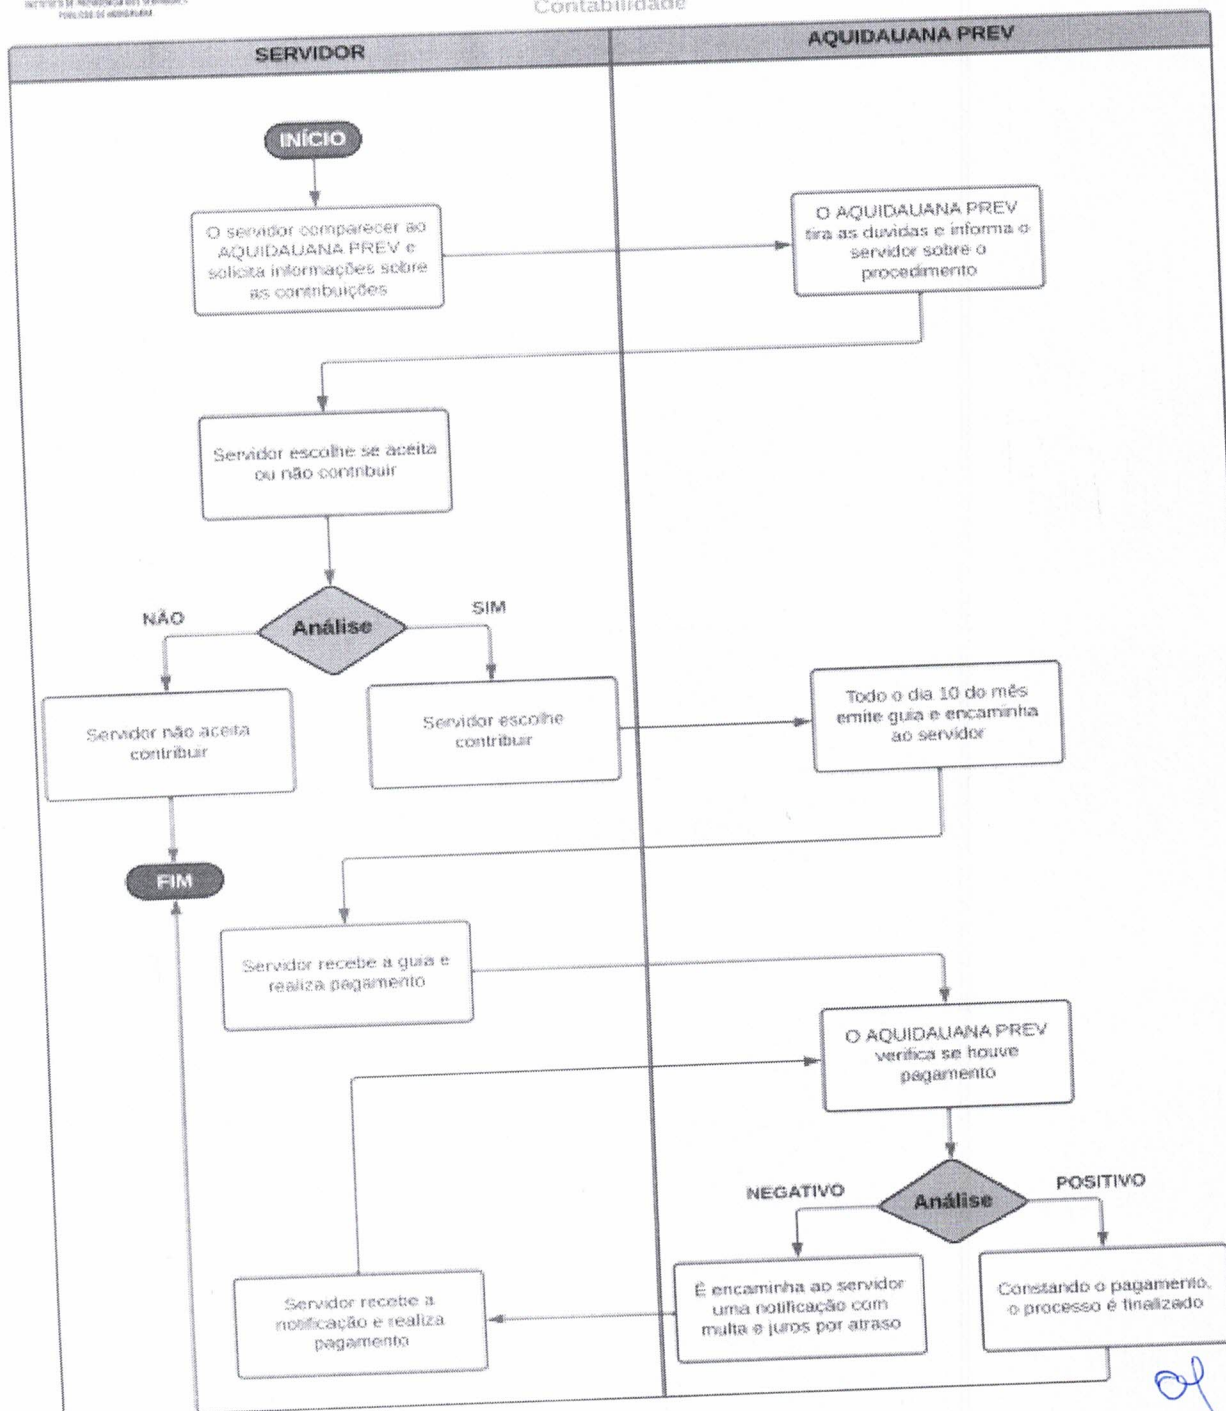 Contabilidade
SERVIDOR
AQUIDAUANA PREV
INÍCIO
O servidor comparecer ao
AQUIDAUANA PREV e
solicita informações sobre
as contribuições
O AQUIDAUANA PREV
tira as duvidas e informa o
servidor sobre o
procedimento
Servidor escolhe se aceita
ou não contribuir
Análise
NÃO
SIM
Servidor não aceita
contribuir
Servidor escolhe
contribuir
Todo o dia 10 do mês
emite guia e encaminha
ao servidor
FIM
Servidor recebe a guia e
realiza pagamento
O AQUIDAUANA PREV
verifica se houve
pagamento
Análise
NEGATIVO
POSITIVO
É encaminha ao servidor
uma notificação com
multa e juros por atraso
Constando o pagamento,
o processo é finalizado
Servidor recebe a
notificação e realiza
pagamento